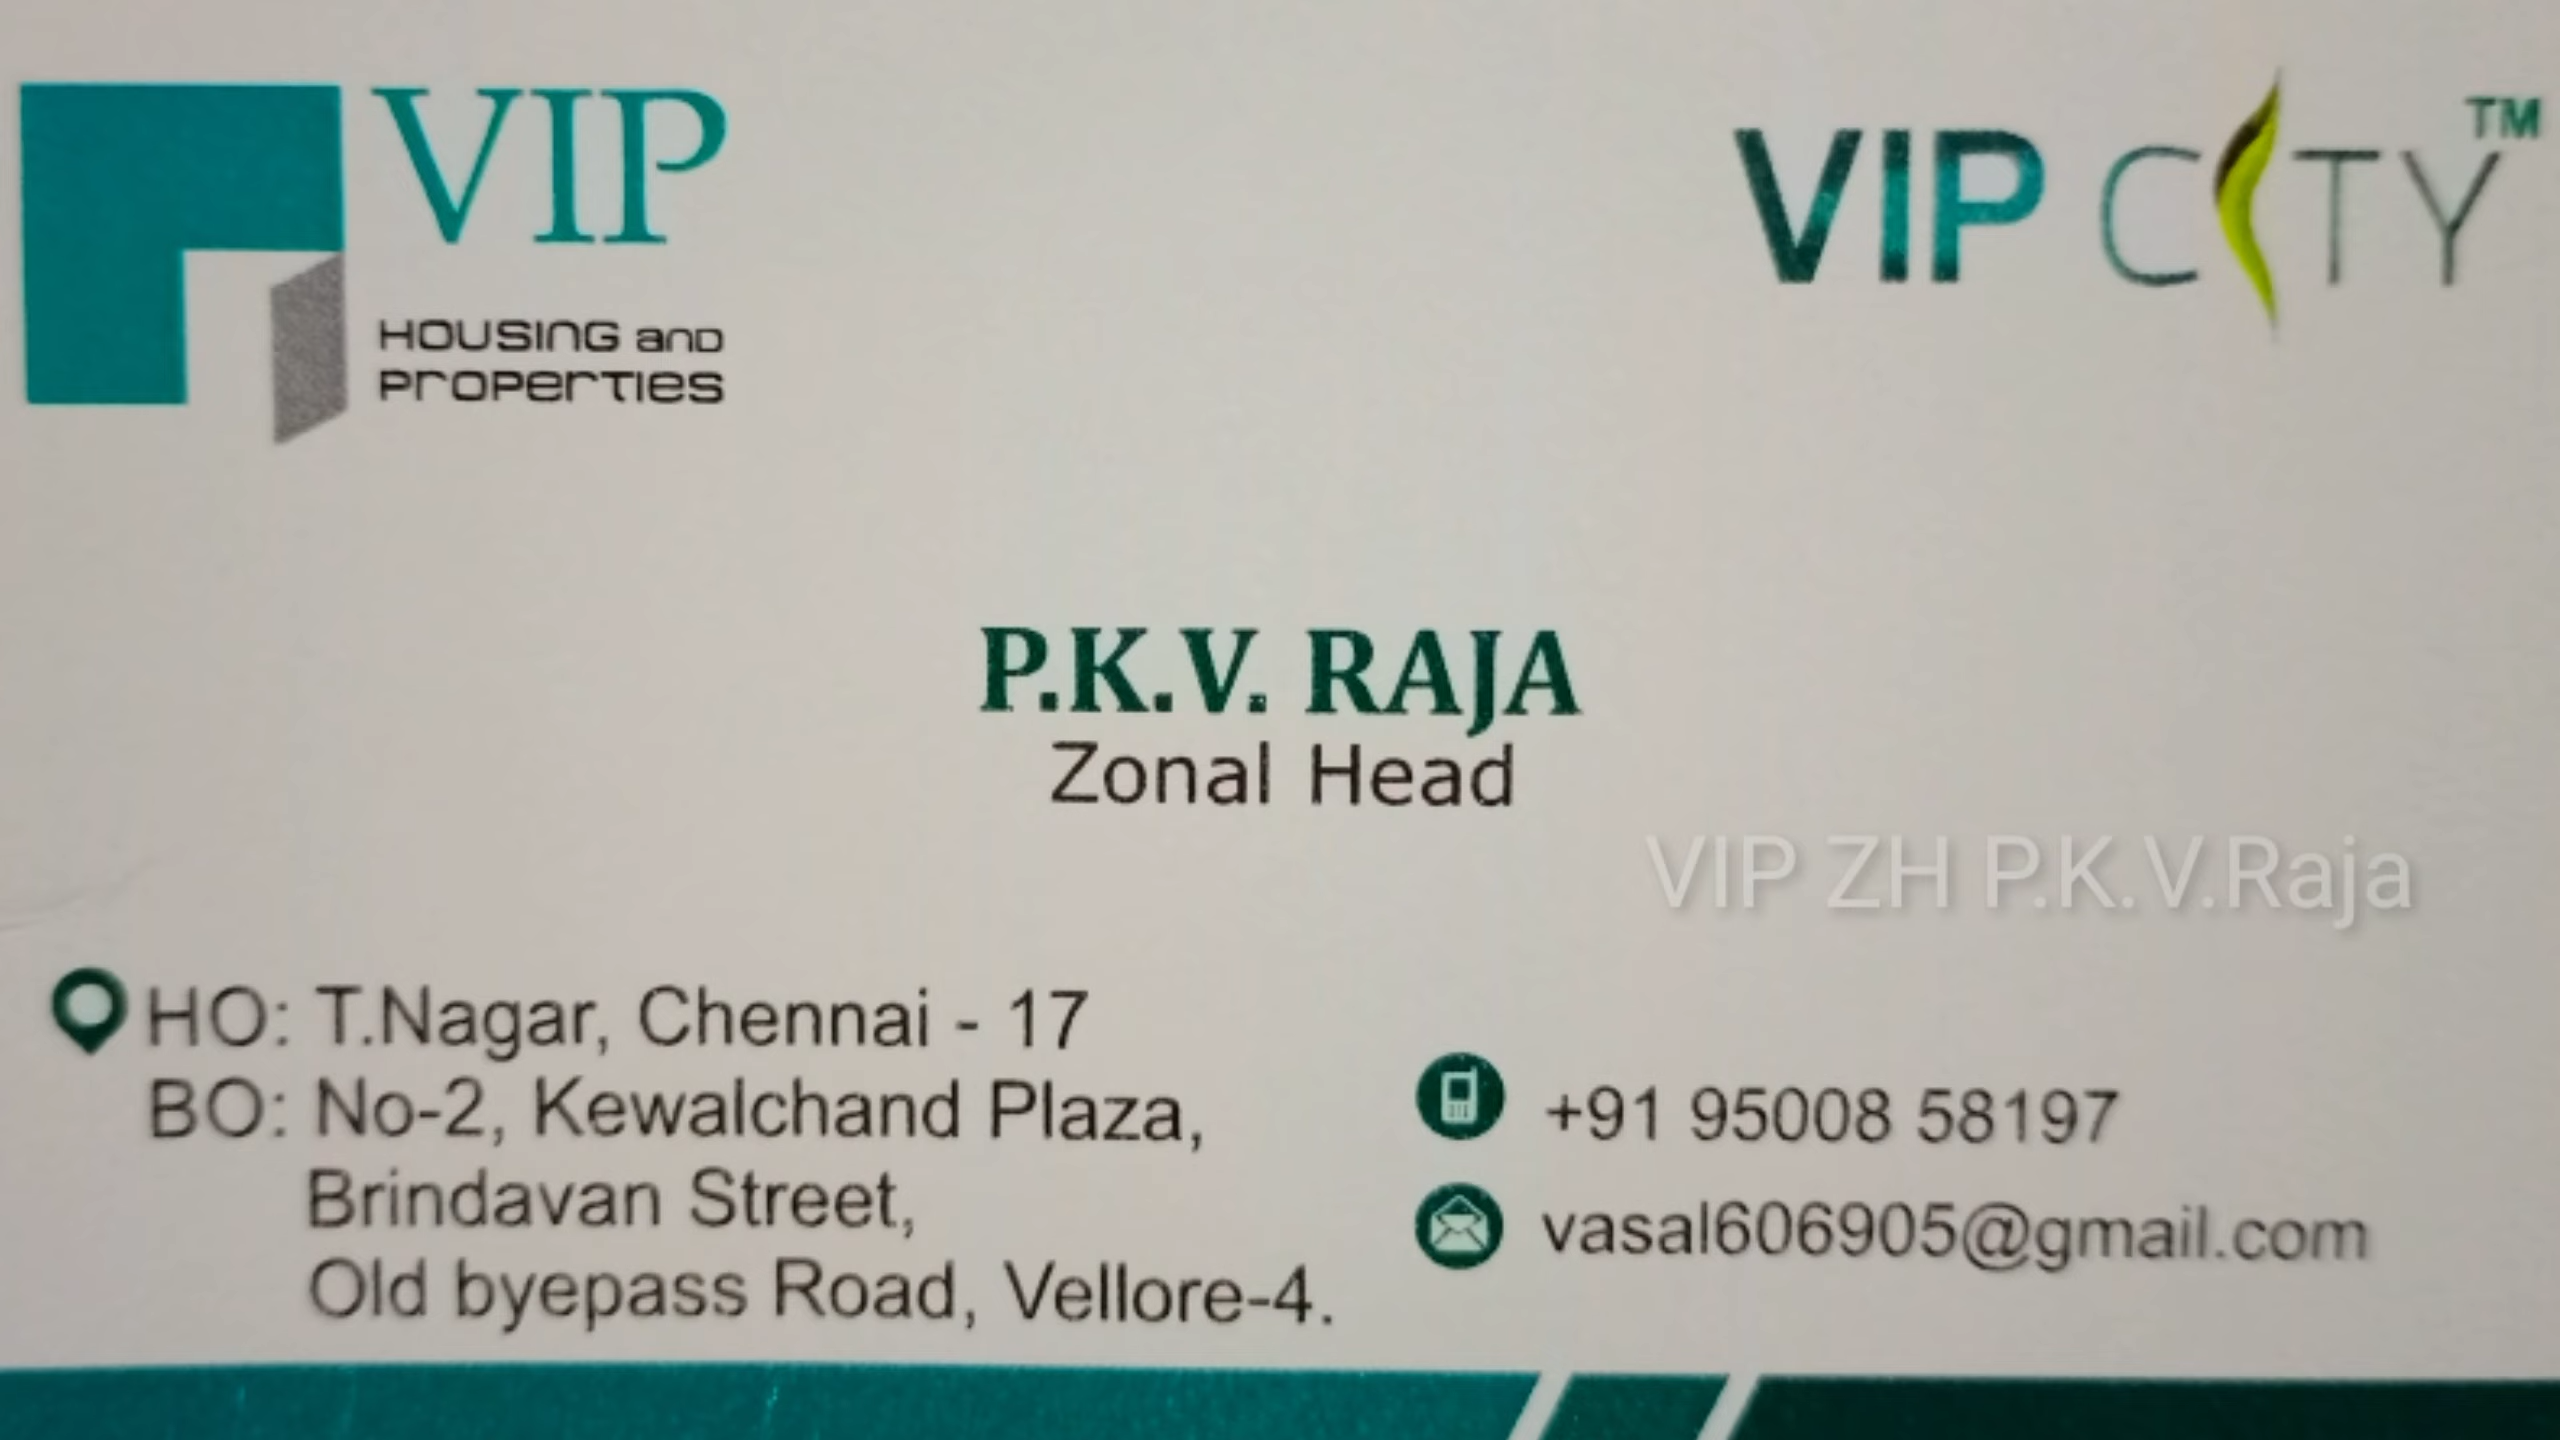 VIP
HOUSING and
PROPERTIES
VIP CITY™
P.K.V. RAJA
Zonal Head
VIP ZH P.K.V.Raja
HO: T.Nagar, Chennai - 17
BO: No-2, Kewalchand Plaza,
Brindavan Street,
Old byepass Road, Vellore-4.
+91 95008 58197
vasal606905@gmail.com